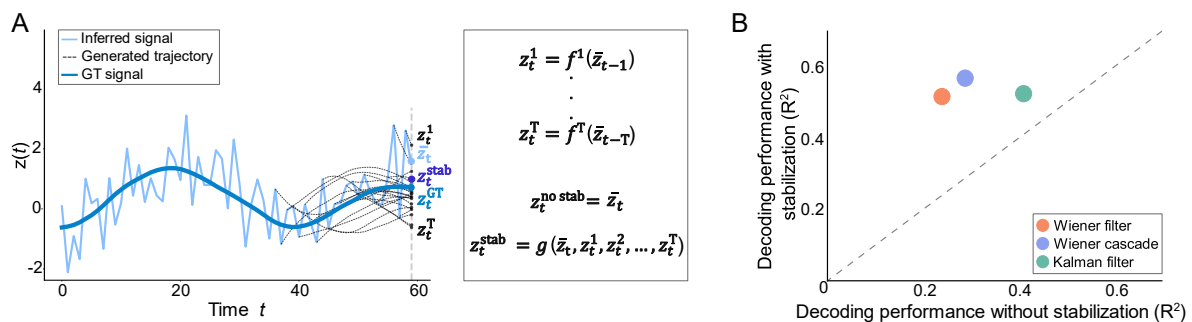 A
Inferred signal
Generated trajectory
GT signal
4
2
0
-2
z(t)
0
20
40
60
Time t
z_t^1
z̄_t
z_t^stab
z_t^GT
z_t^T
z_t^1 = f^1(z̄_{t−1})
.
.
.
z_t^T = f^T(z̄_{t−T})
z_t^{no stab} = z̄_t
z_t^stab = g(z̄_t, z_t^1, z_t^2, ..., z_t^T)
B
Decoding performance with
stabilization (R²)
0.6
0.4
0.2
0
0.2
0.4
0.6
Wiener filter
Wiener cascade
Kalman filter
Decoding performance without stabilization (R²)